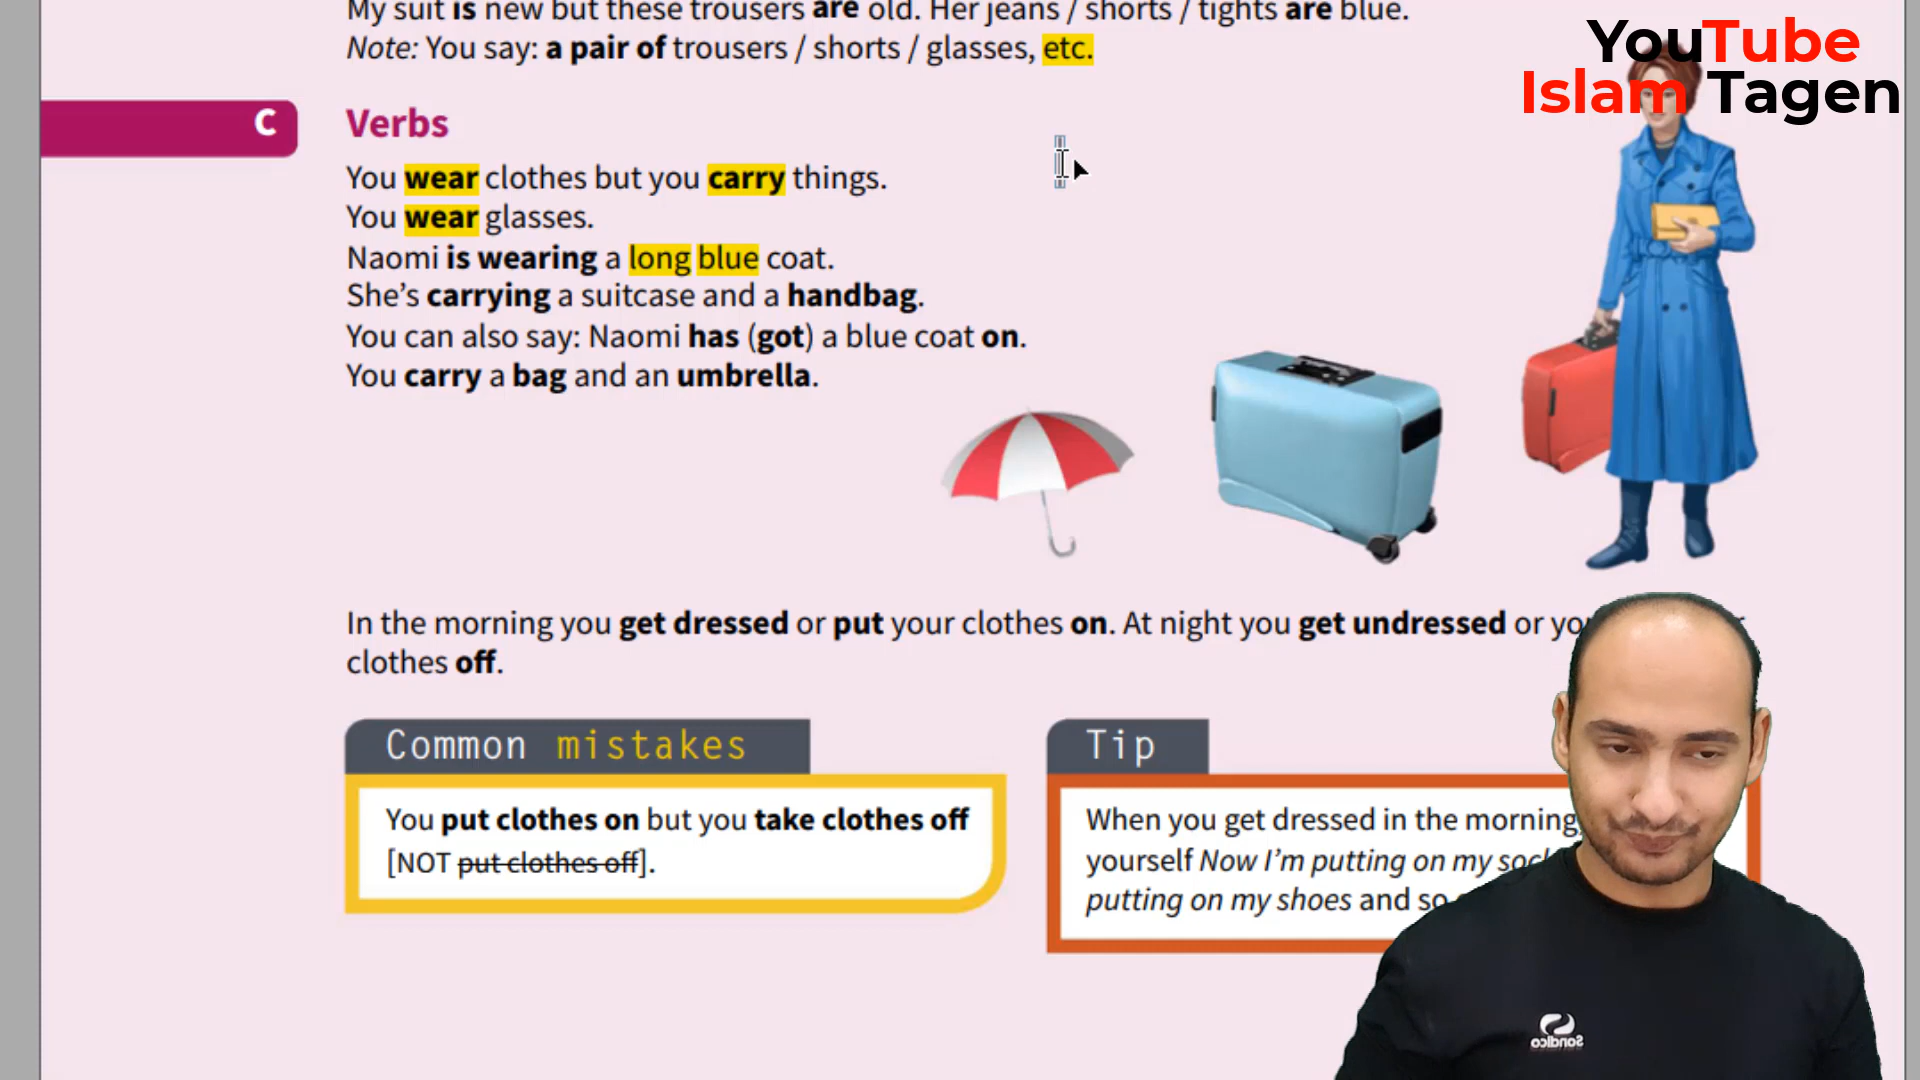 My suit is new but these trousers are old. Her jeans / shorts / tights are blue.
Note: You say: a pair of trousers / shorts / glasses, etc.
YouTube
Islam Tagen
C
Verbs
You wear clothes but you carry things.
You wear glasses.
Naomi is wearing a long blue coat.
She's carrying a suitcase and a handbag.
You can also say: Naomi has (got) a blue coat on.
You carry a bag and an umbrella.
In the morning you get dressed or put your clothes on. At night you get undressed or
clothes off.
Common mistakes
You put clothes on but you take clothes off
[NOT put clothes off].
Tip
When you get dressed in the morning,
yourself Now I'm putting on my
putting on my shoes and so
Sondico